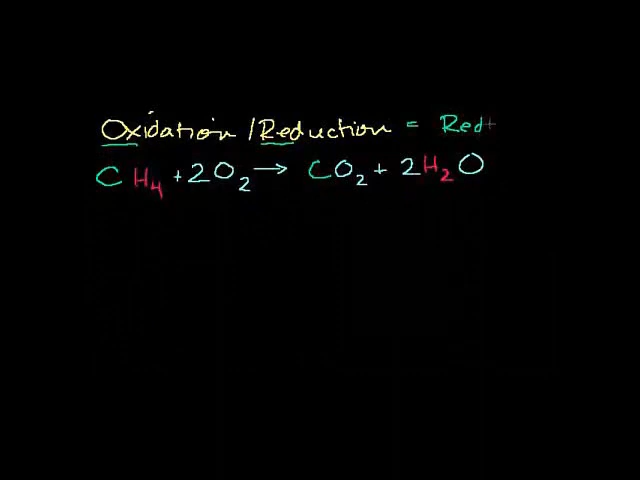 Oxidation / Reduction = Red
CH₄ + 2O₂ → CO₂ + 2H₂O